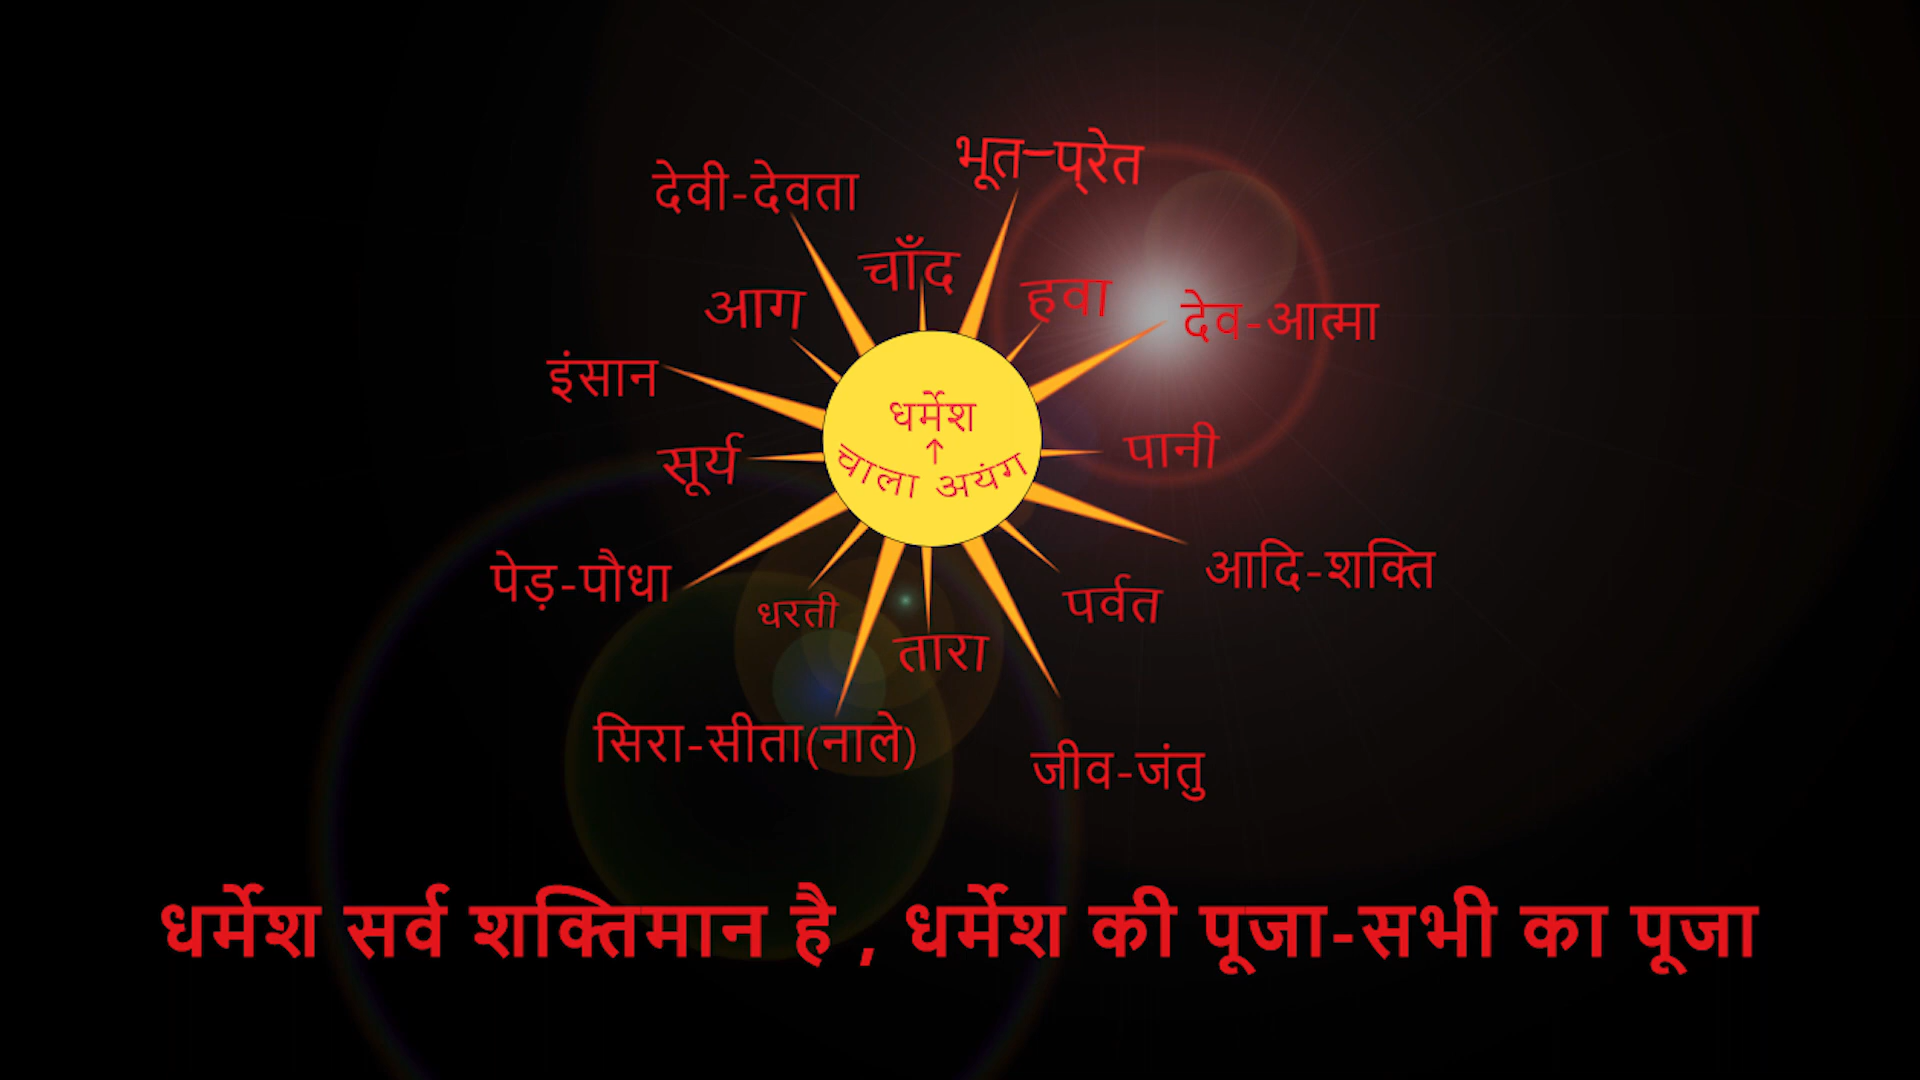 भूत-प्रेत
देवी-देवता
चाँद
हवा
आग
देव-आत्मा
इंसान
धर्मेश
↑
चाला अयंग
सूर्य
पानी
पेड़-पौधा
आदि-शक्ति
धरती
पर्वत
तारा
सिरा-सीता(नाले)
जीव-जंतु
धर्मेश सर्व शक्तिमान है , धर्मेश की पूजा-सभी का पूजा